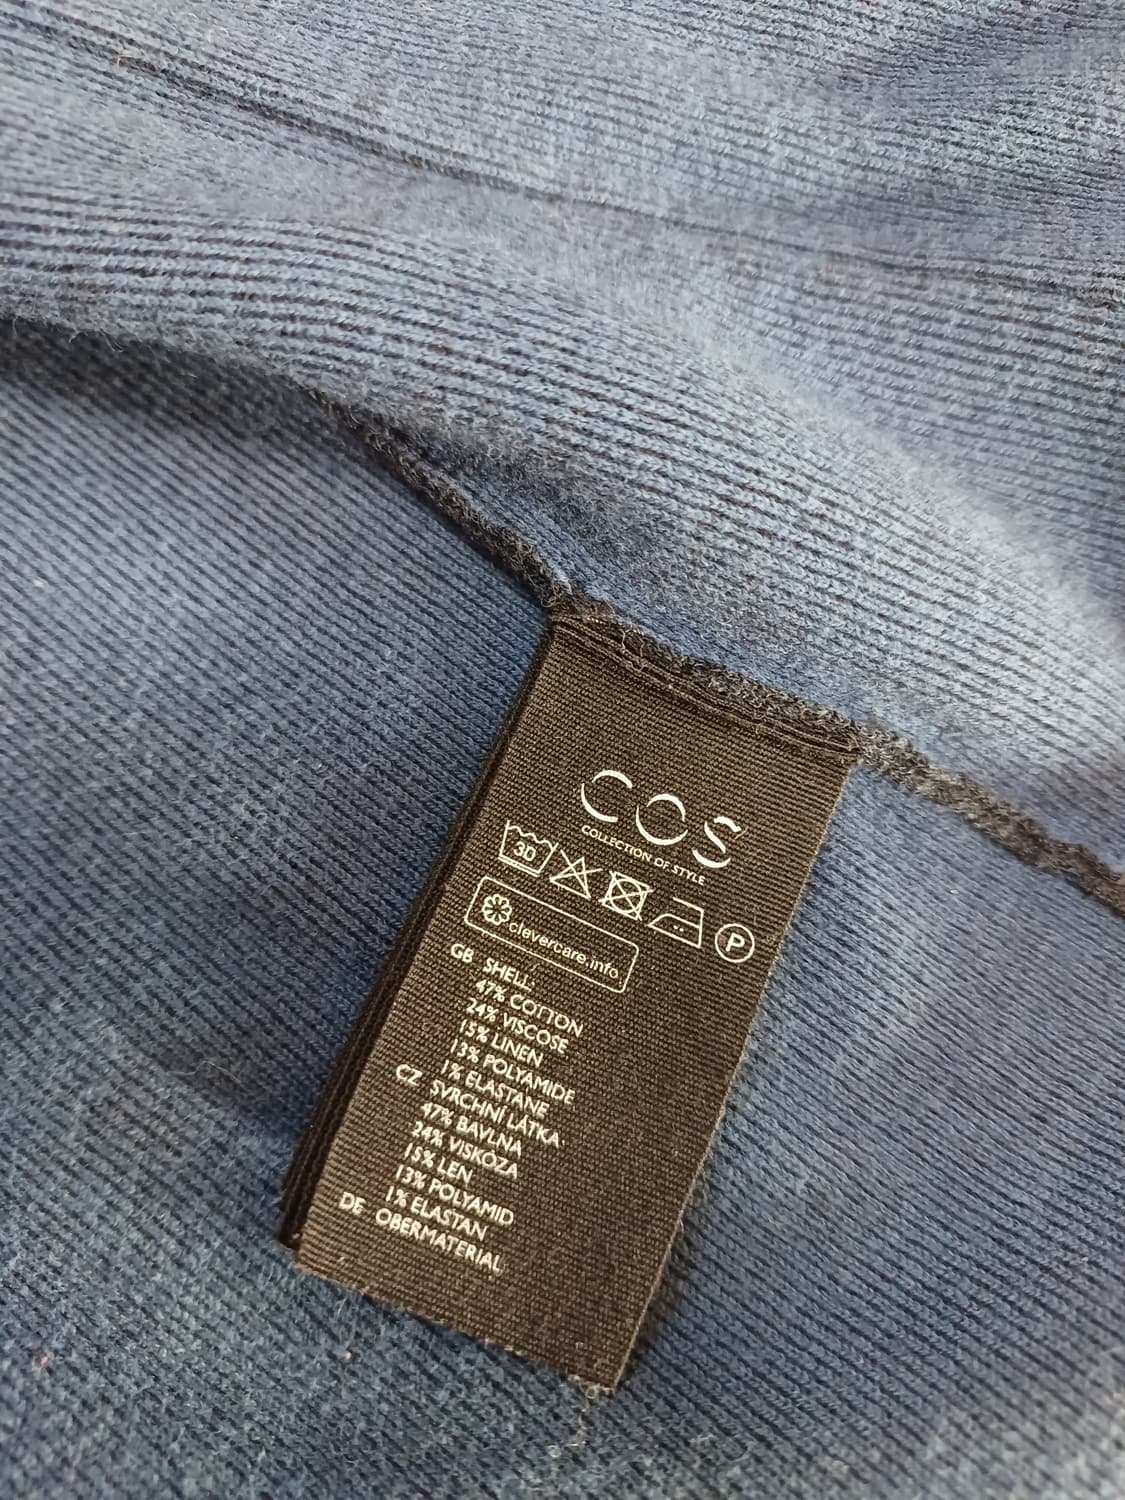 COS
COLLECTION OF STYLE
30
P
clevercare.info.
GB SHELL:
47% COTTON
24% VISCOSE
15% LINEN
13% POLYAMIDE
1% ELASTANE
CZ SVRCHNÍ LÁTKA:
47% BAVLNA
24% VISKÓZA
15% LEN
13% POLYAMID
1% ELASTAN
DE OBERMATERIAL: